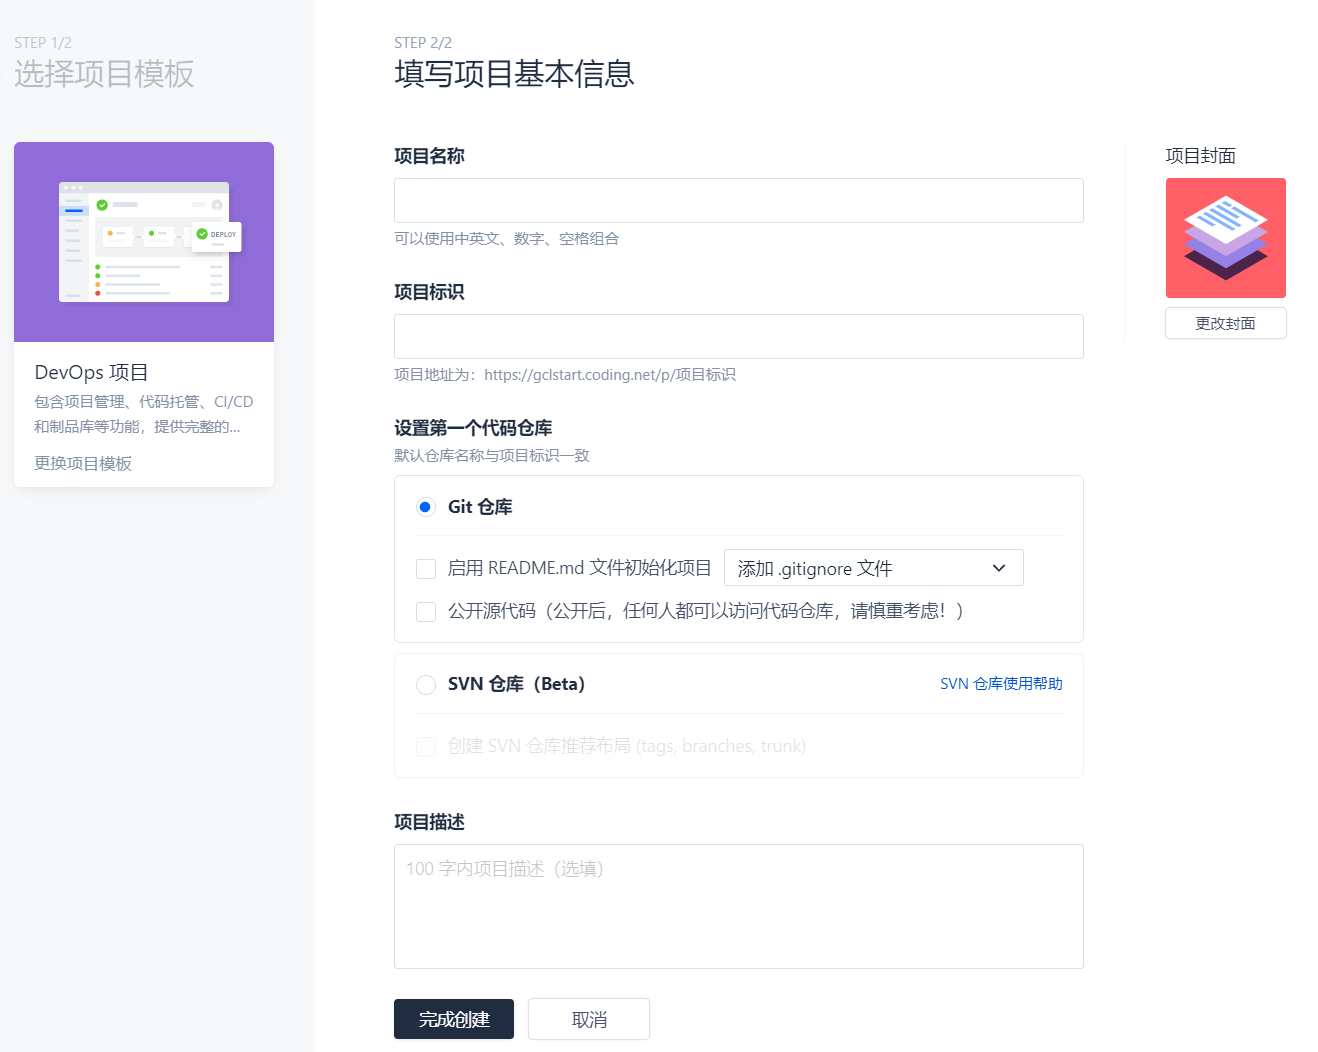 STEP 1/2
选择项目模板
DEPLOY
DevOps 项目
包含项目管理、代码托管、CI/CD
和制品库等功能，提供完整的...
更换项目模板
STEP 2/2
填写项目基本信息
项目名称
可以使用中英文、数字、空格组合
项目标识
项目地址为：https://gclstart.coding.net/p/项目标识
设置第一个代码仓库
默认仓库名称与项目标识一致
Git 仓库
启用 README.md 文件初始化项目 添加 .gitignore 文件
公开源代码（公开后，任何人都可以访问代码仓库，请慎重考虑！）
SVN 仓库（Beta） SVN 仓库使用帮助
创建 SVN 仓库推荐布局 (tags, branches, trunk)
项目描述
100 字内项目描述（选填）
完成创建 取消
项目封面
更改封面